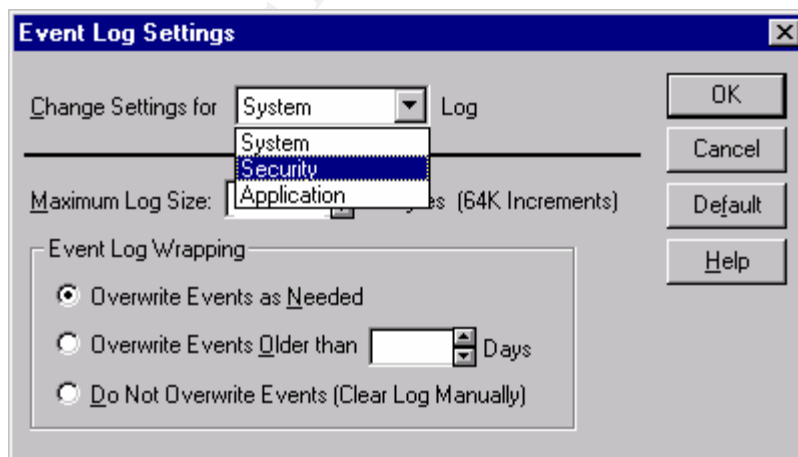 Event Log Settings
Change Settings for System Log
System
Security
Application
Maximum Log Size: (64K Increments)
Event Log Wrapping
Overwrite Events as Needed
Overwrite Events Older than Days
Do Not Overwrite Events (Clear Log Manually)
OK
Cancel
Default
Help